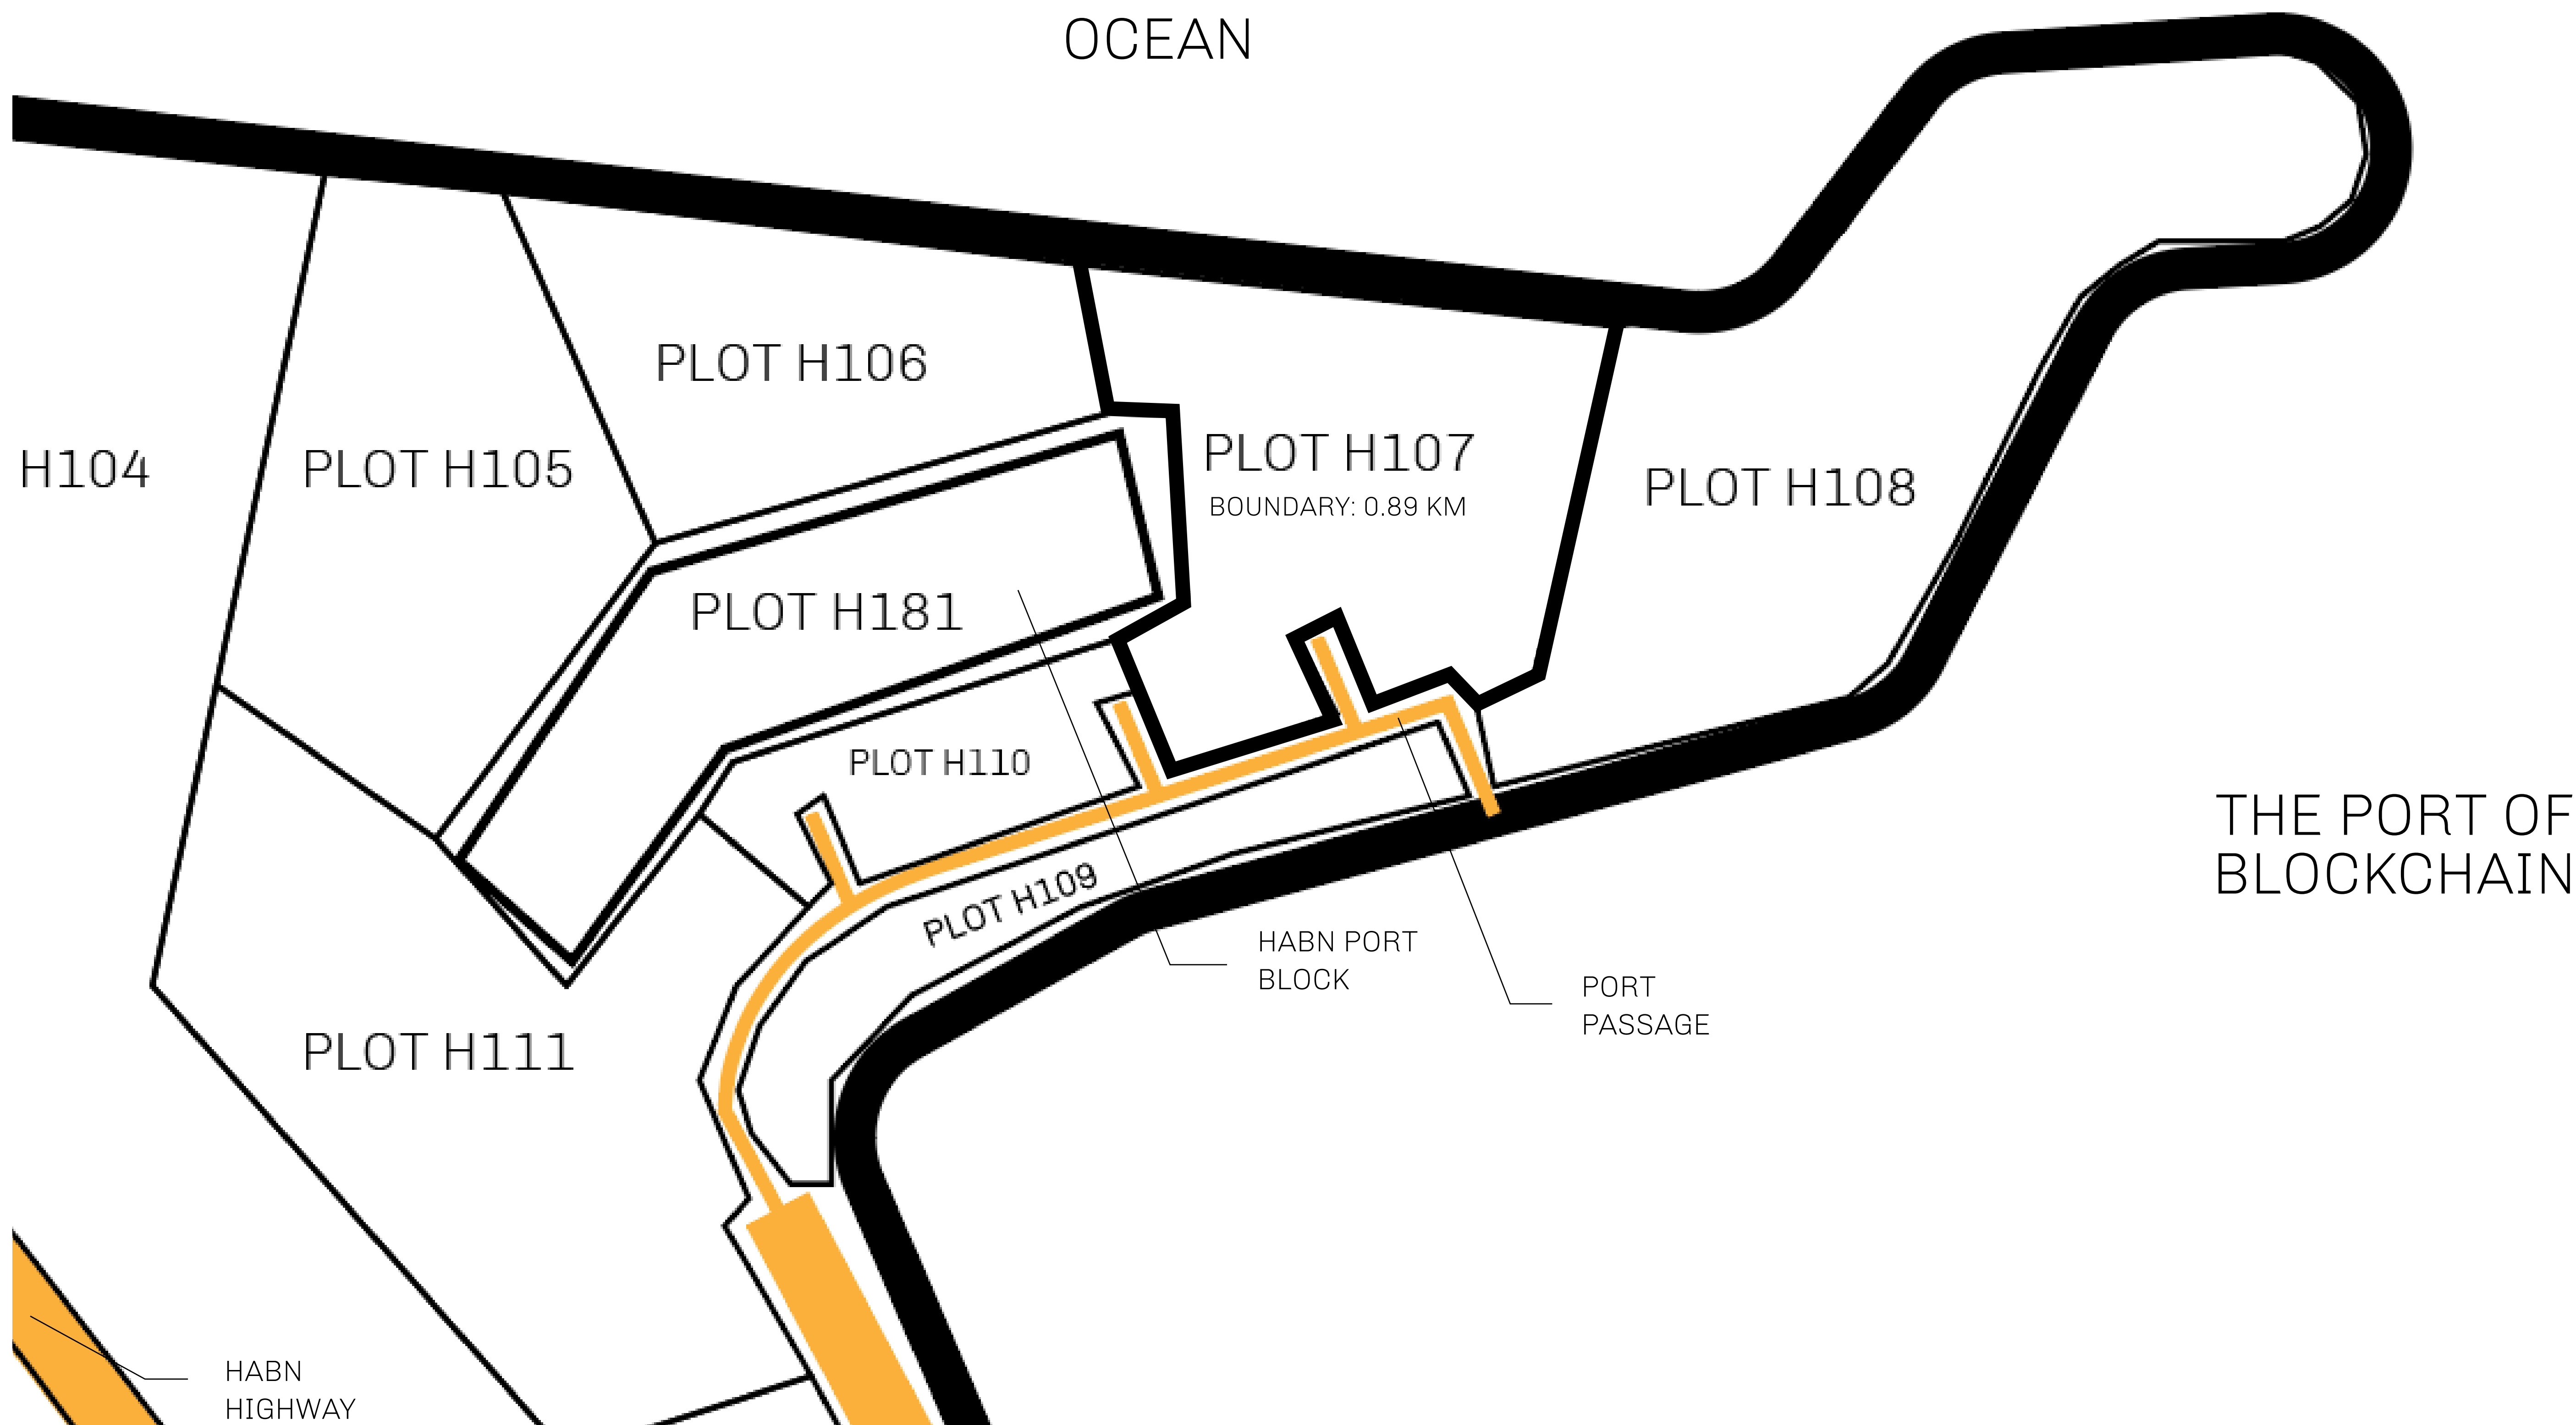 OCEAN
PLOT H106
PLOT H107
BOUNDARY: 0.89 KM
H104
PLOT H105
PLOT H108
PLOT H181
PLOT H110
THE PORT OF
BLOCKCHAIN
PLOT H109
HABN PORT
BLOCK
PORT
PASSAGE
PLOT H111
HABN
HIGHWAY